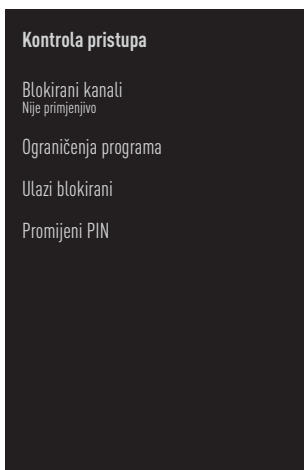 Kontrola pristupa
Blokirani kanali
Nije primjenjivo
Ograničenja programa
Ulazi blokirani
Promijeni PIN